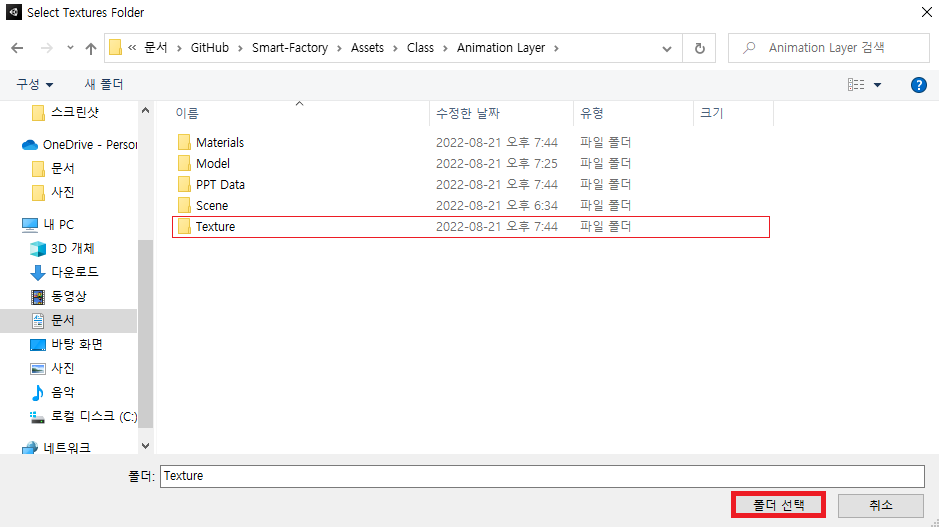 Select Textures Folder
« 문서 > GitHub > Smart-Factory > Assets > Class > Animation Layer >
Animation Layer 검색
구성
새 폴더
스크린샷
OneDrive - Person
문서
사진
내 PC
3D 개체
다운로드
동영상
문서
바탕 화면
사진
음악
로컬 디스크 (C:)
네트워크
이름 수정한 날짜 유형 크기
Materials 2022-08-21 오후 7:44 파일 폴더
Model 2022-08-21 오후 7:25 파일 폴더
PPT Data 2022-08-21 오후 7:44 파일 폴더
Scene 2022-08-21 오후 6:34 파일 폴더
Texture 2022-08-21 오후 7:44 파일 폴더
폴더: Texture
폴더 선택 취소